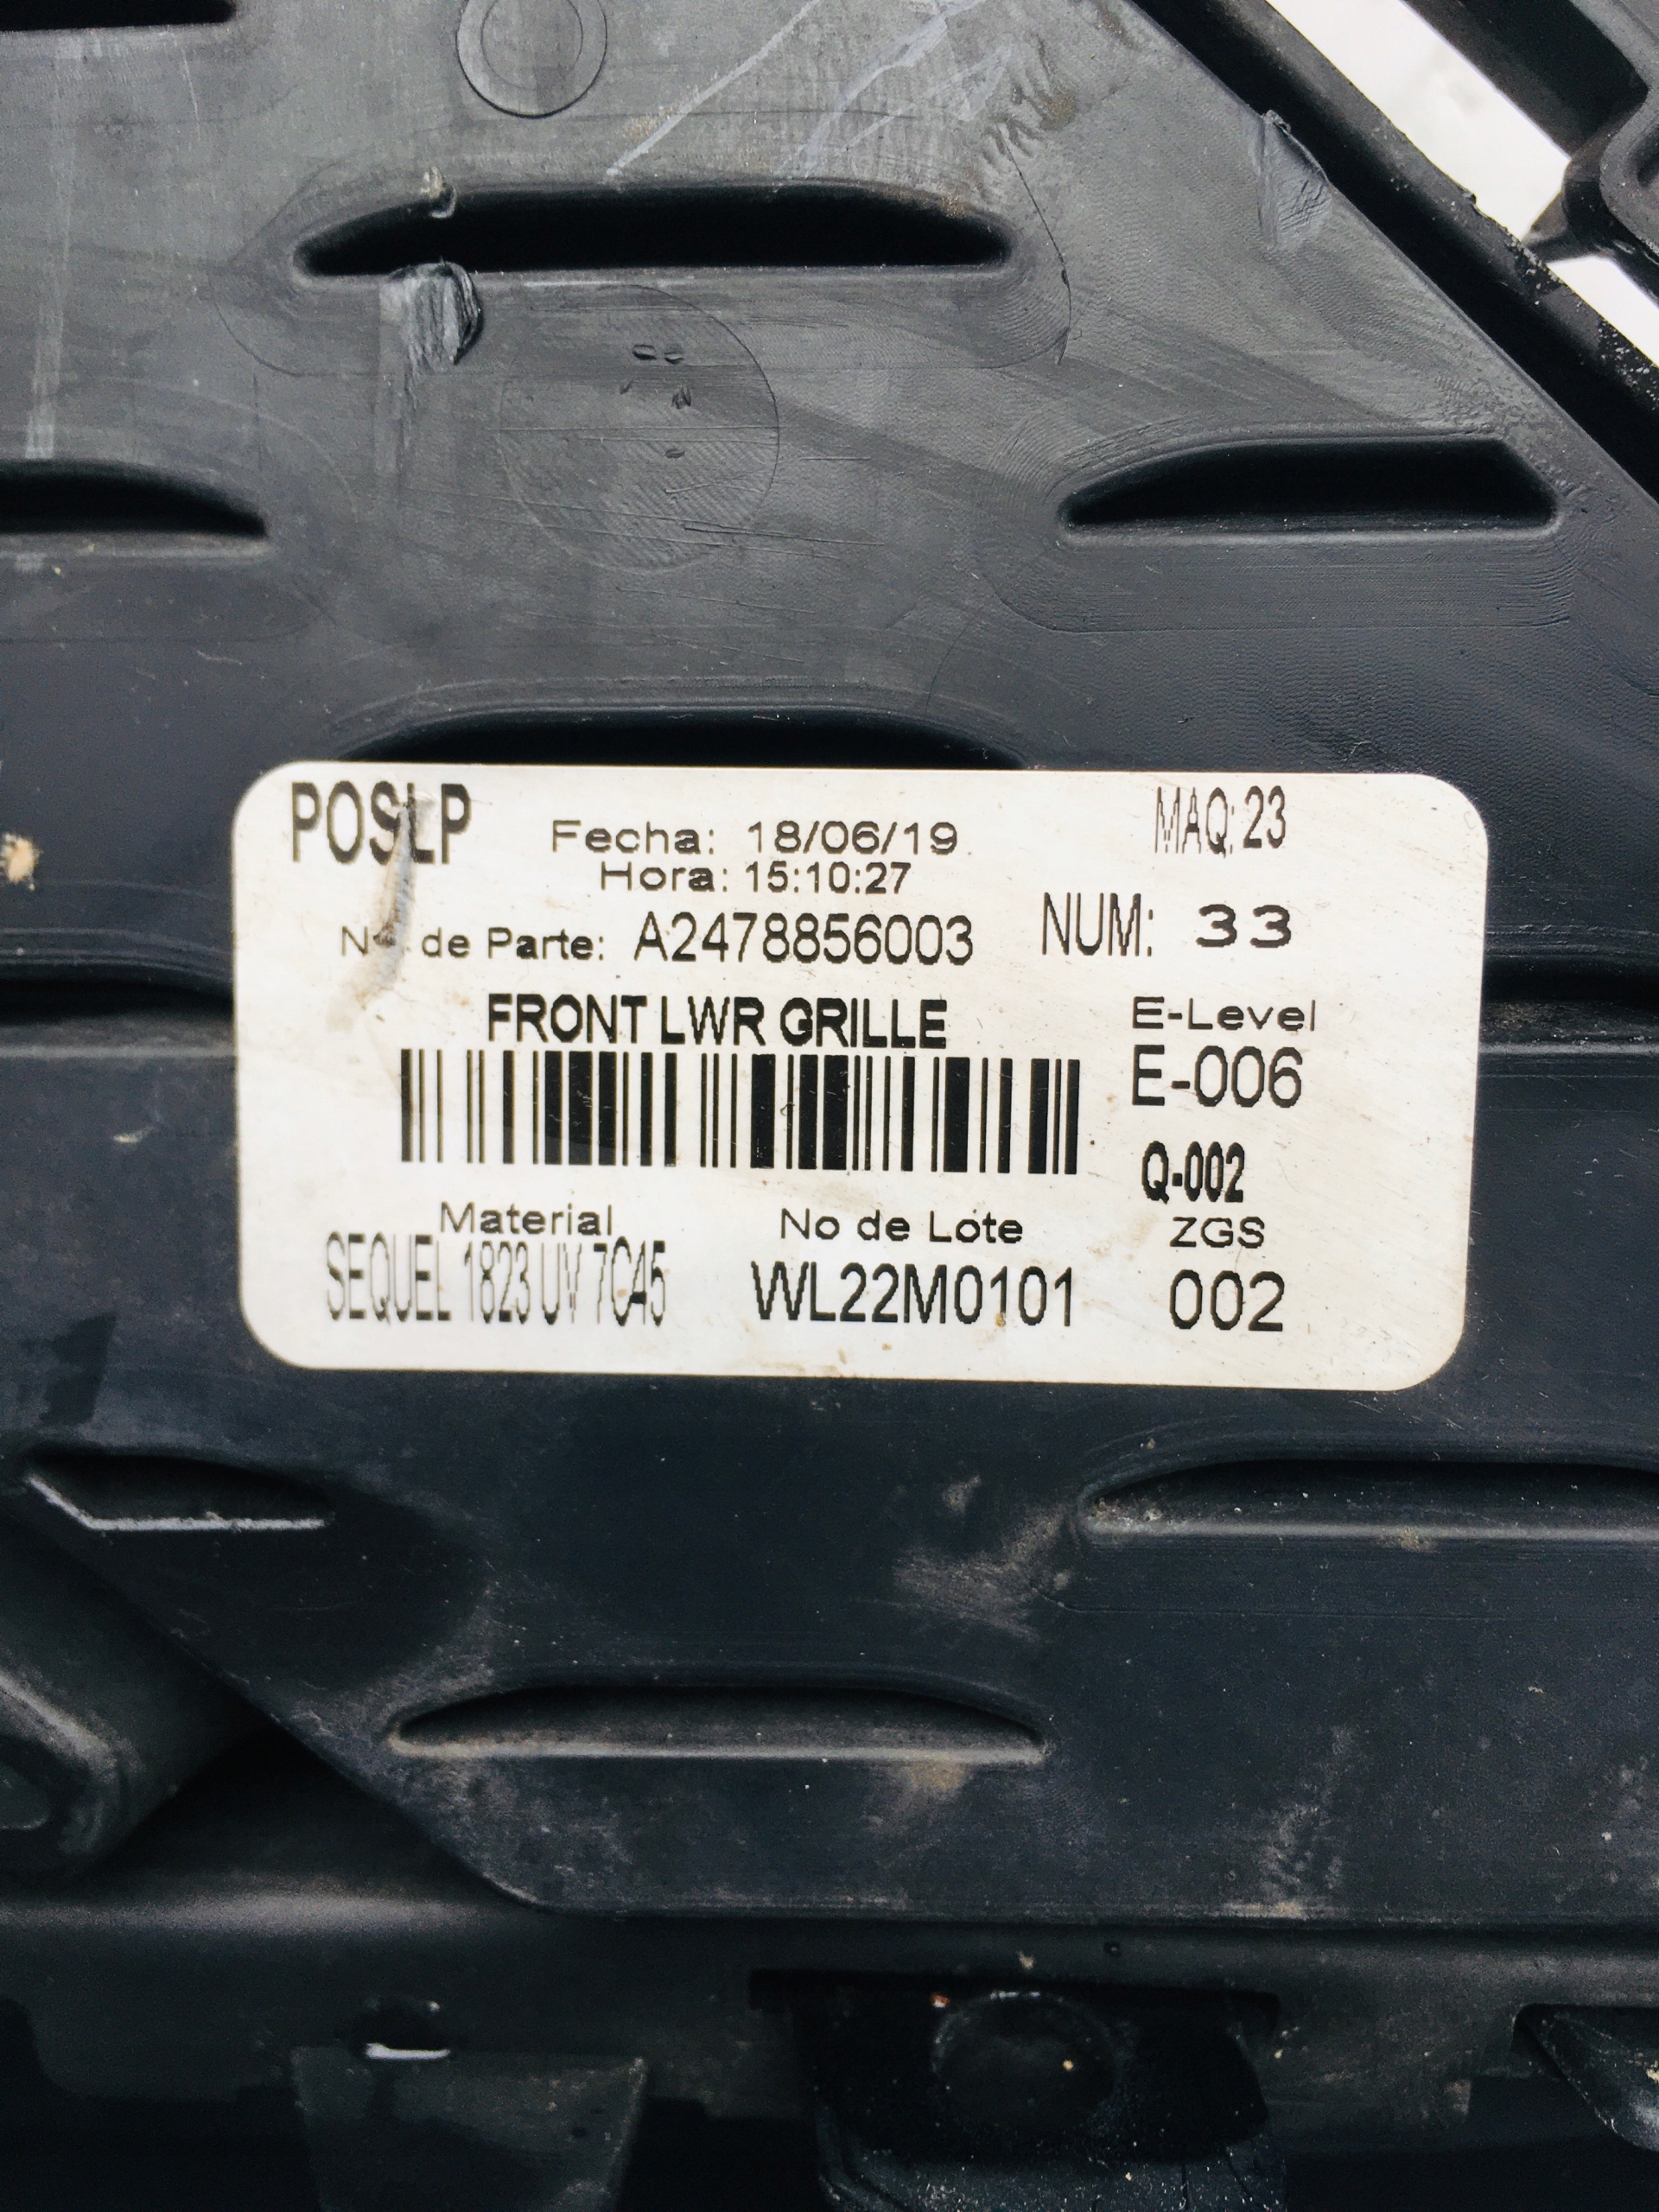 POSLP
Fecha: 18/06/19
MAQ: 23
Hora: 15:10:27
No. de Parte: A2478856003
NUM: 33
FRONT LWR GRILLE
E-Level
E-006
Q-002
Material
No de Lote
ZGS
SEQUEL 1823 UV 7C45
WL22M0101
002